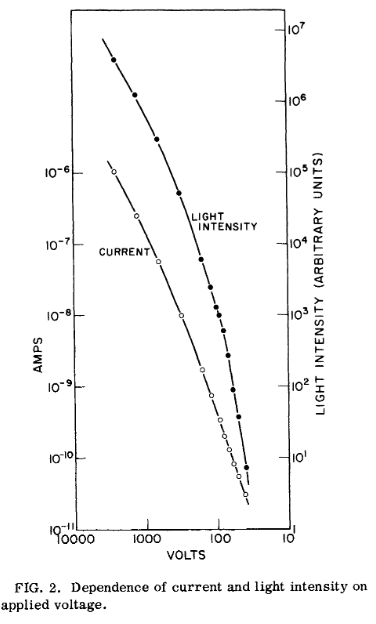 10⁷
10⁶
10⁻⁶
10⁵
LIGHT
INTENSITY
10⁻⁷
10⁴
CURRENT
10⁻⁸
10³
10⁻⁹
10²
10⁻¹⁰
10¹
10⁻¹¹
1
AMPS
LIGHT INTENSITY (ARBITRARY UNITS)
10000 1000 100 10
VOLTS
FIG. 2. Dependence of current and light intensity on
applied voltage.